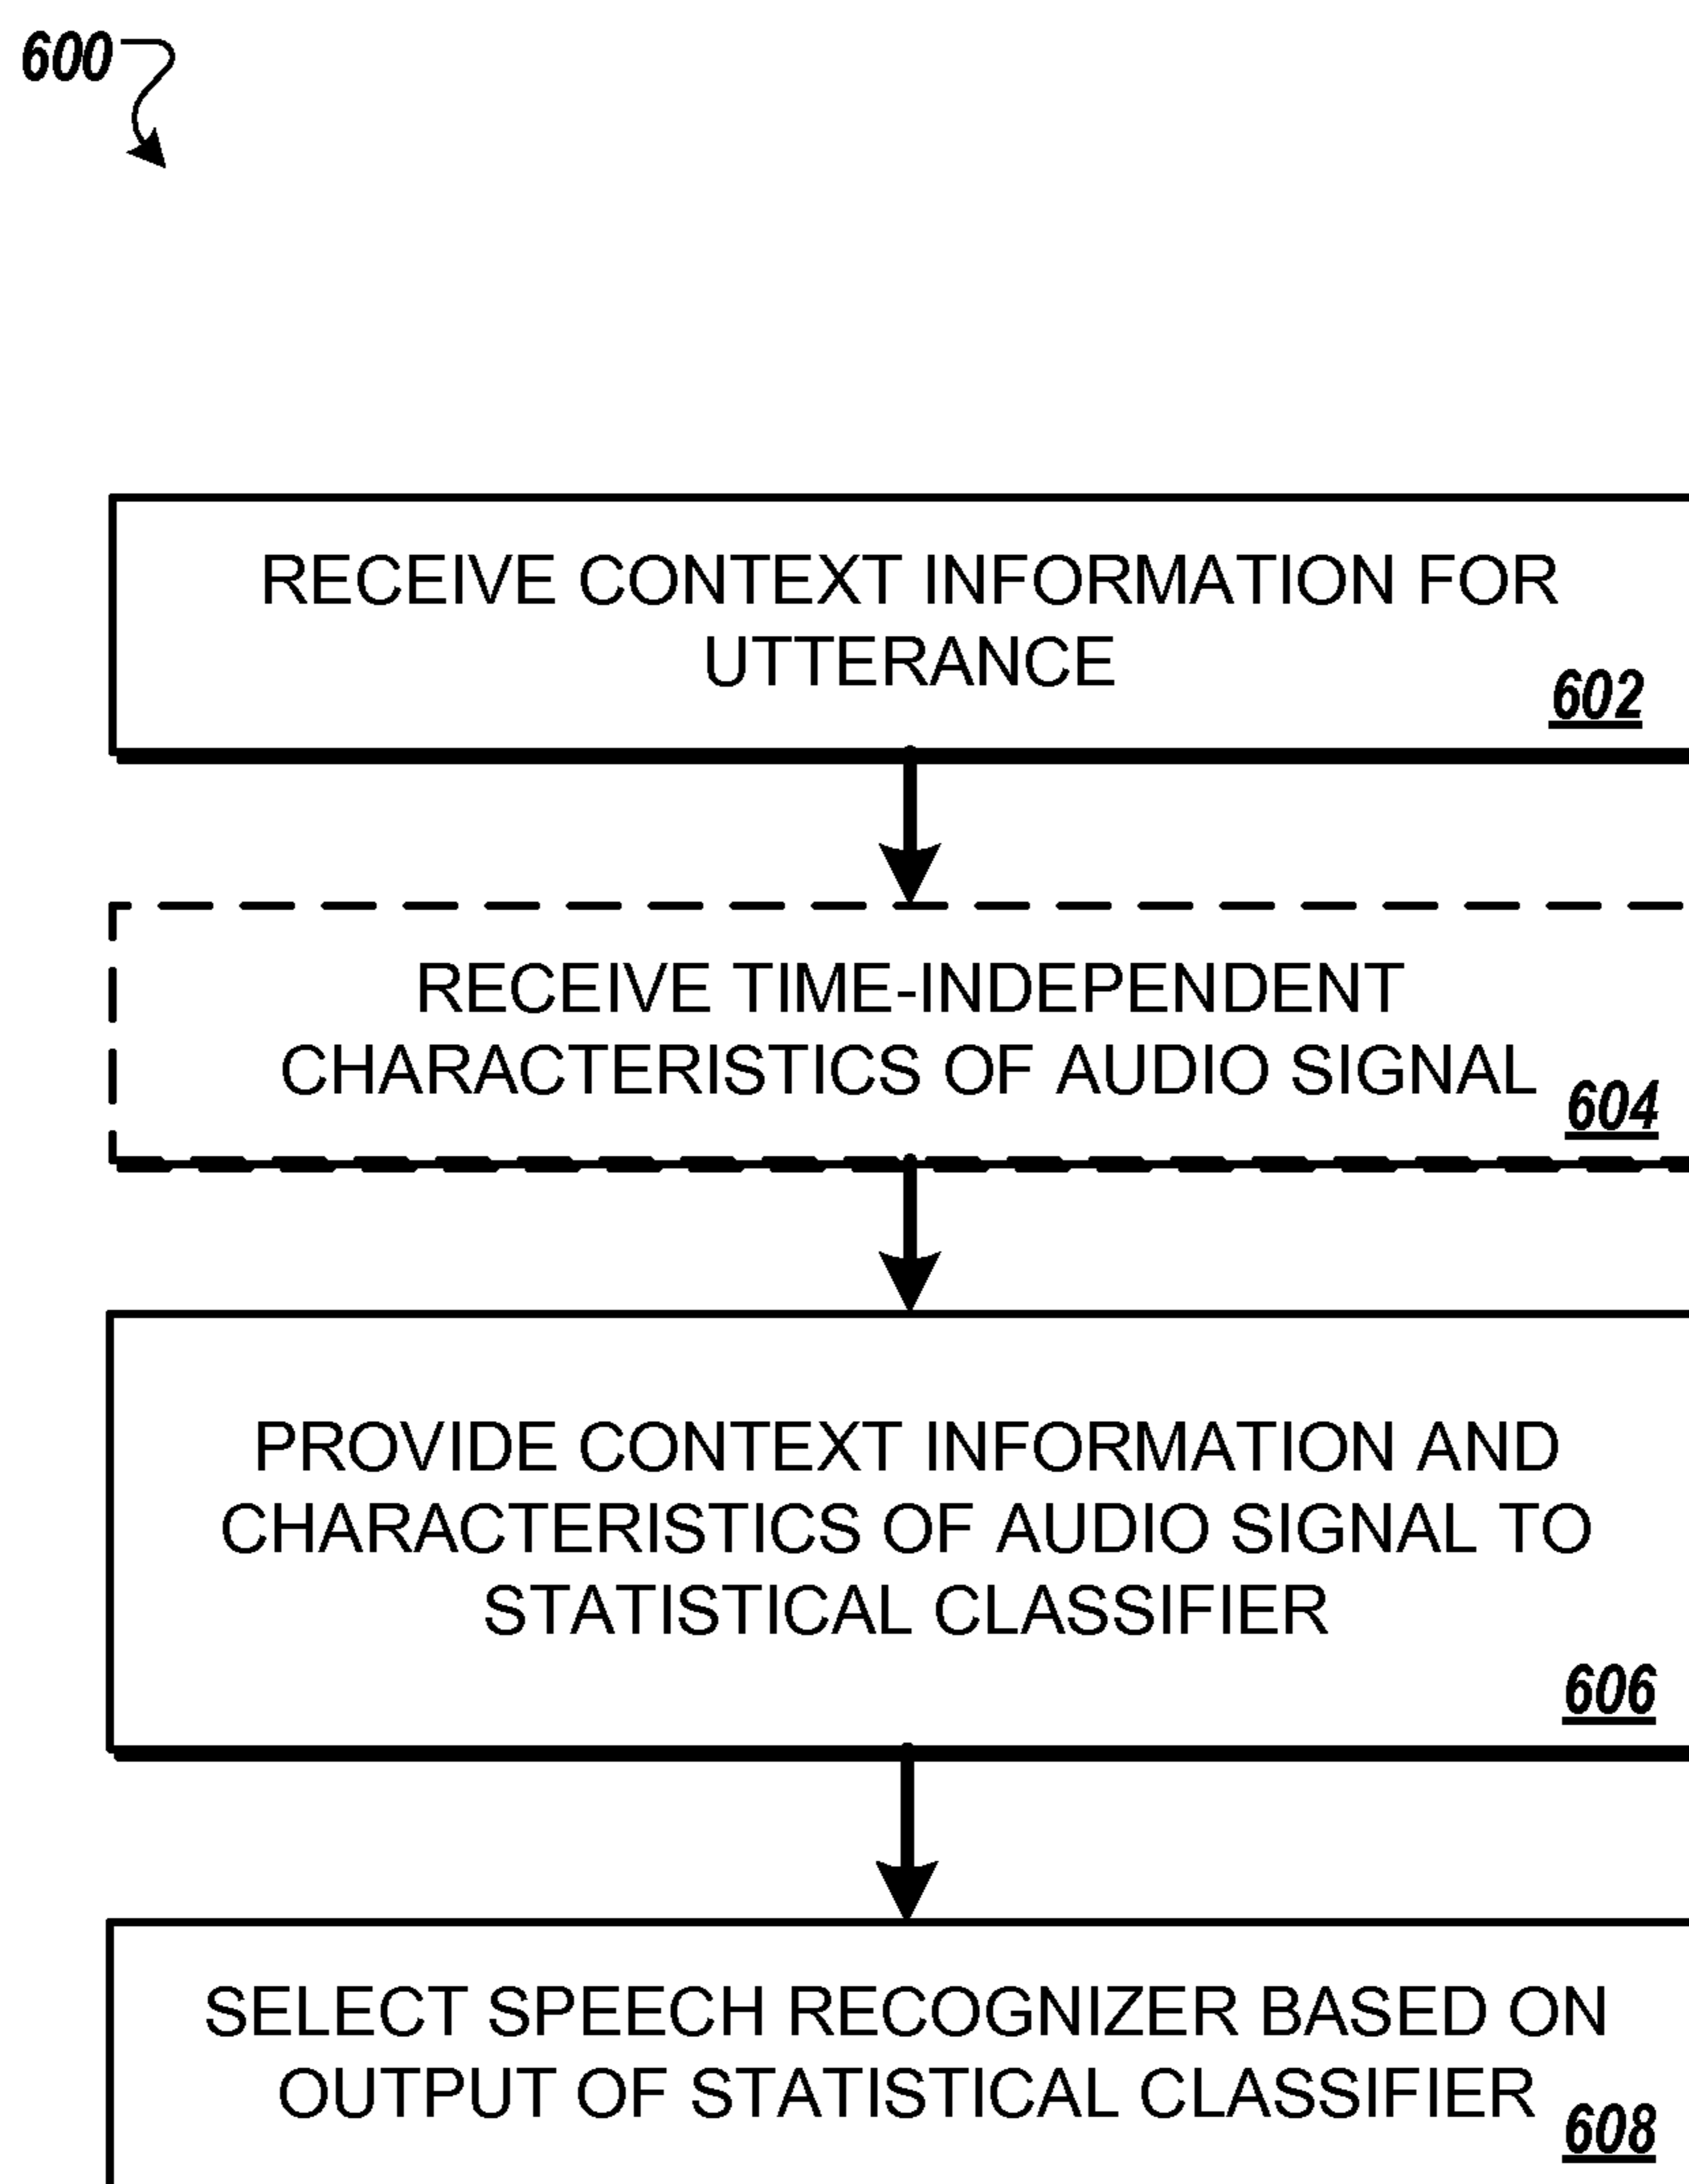 600
RECEIVE CONTEXT INFORMATION FOR
UTTERANCE
602
RECEIVE TIME-INDEPENDENT
CHARACTERISTICS OF AUDIO SIGNAL
604
PROVIDE CONTEXT INFORMATION AND
CHARACTERISTICS OF AUDIO SIGNAL TO
STATISTICAL CLASSIFIER
606
SELECT SPEECH RECOGNIZER BASED ON
OUTPUT OF STATISTICAL CLASSIFIER
608